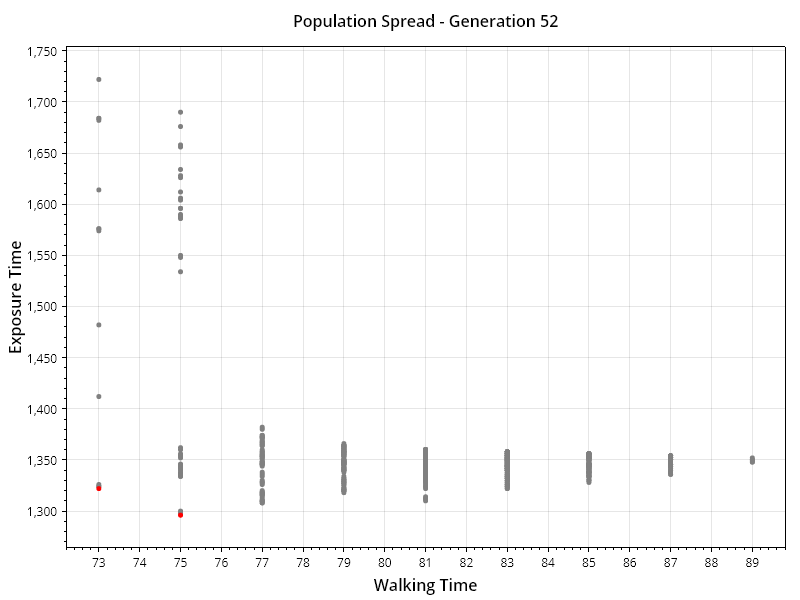 Population Spread - Generation 52
1,750
1,700
1,650
1,600
1,550
1,500
1,450
1,400
1,350
1,300
Exposure Time
73 74 75 76 77 78 79 80 81 82 83 84 85 86 87 88 89
Walking Time